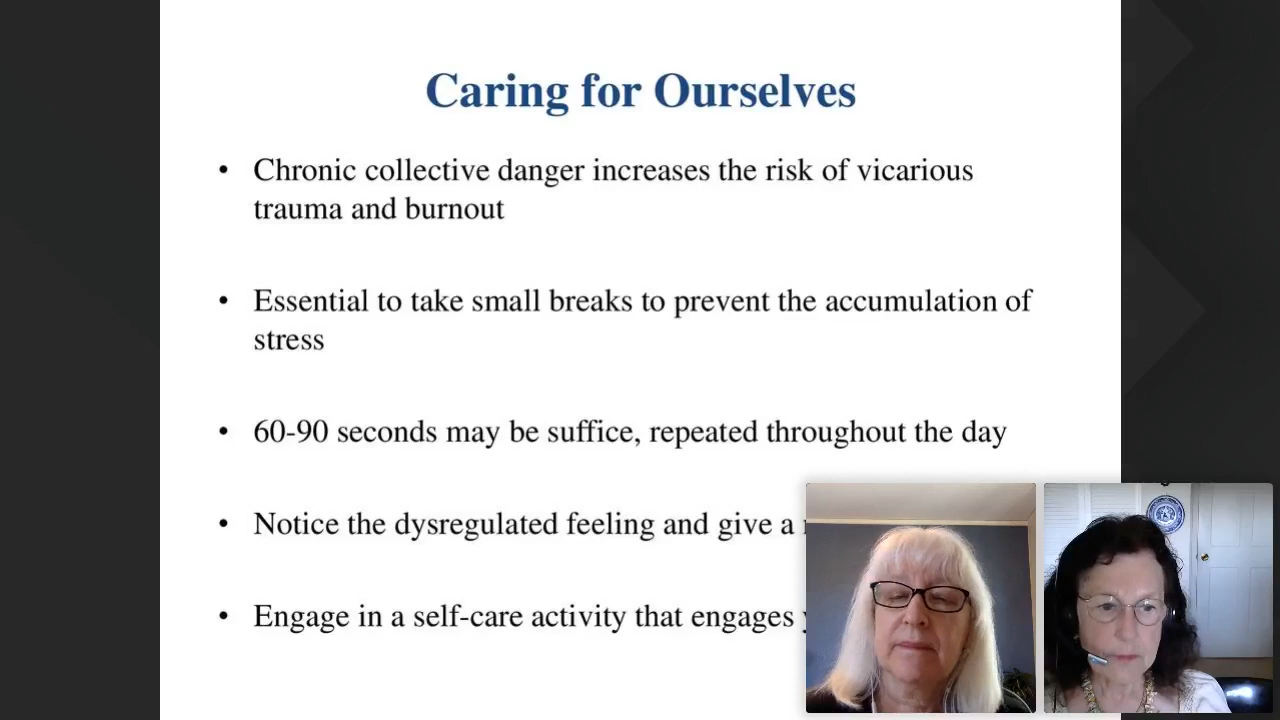 Caring for Ourselves
• Chronic collective danger increases the risk of vicarious
trauma and burnout
• Essential to take small breaks to prevent the accumulation of
stress
• 60-90 seconds may be suffice, repeated throughout the day
• Notice the dysregulated feeling and give a
• Engage in a self-care activity that engages